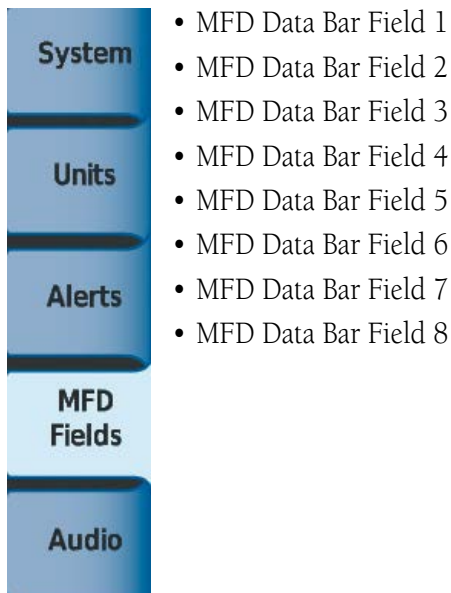 System
Units
Alerts
MFD
Fields
Audio
• MFD Data Bar Field 1
• MFD Data Bar Field 2
• MFD Data Bar Field 3
• MFD Data Bar Field 4
• MFD Data Bar Field 5
• MFD Data Bar Field 6
• MFD Data Bar Field 7
• MFD Data Bar Field 8